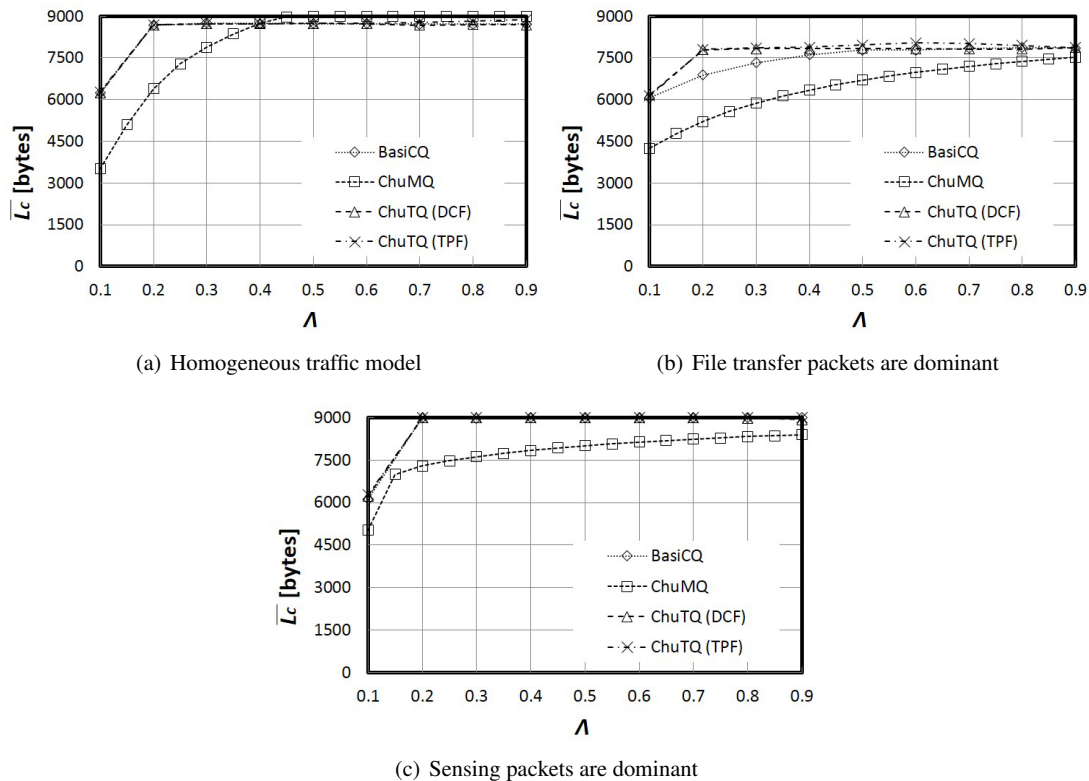 9000
7500
6000
4500
3000
1500
0
Lc [bytes]
BasiCQ
ChuMQ
ChuTQ (DCF)
ChuTQ (TPF)
0.1 0.2 0.3 0.4 0.5 0.6 0.7 0.8 0.9
Λ
(a) Homogeneous traffic model
9000
7500
6000
4500
3000
1500
0
Lc [bytes]
BasiCQ
ChuMQ
ChuTQ (DCF)
ChuTQ (TPF)
0.1 0.2 0.3 0.4 0.5 0.6 0.7 0.8 0.9
Λ
(b) File transfer packets are dominant
9000
7500
6000
4500
3000
1500
0
Lc [bytes]
BasiCQ
ChuMQ
ChuTQ (DCF)
ChuTQ (TPF)
0.1 0.2 0.3 0.4 0.5 0.6 0.7 0.8 0.9
Λ
(c) Sensing packets are dominant